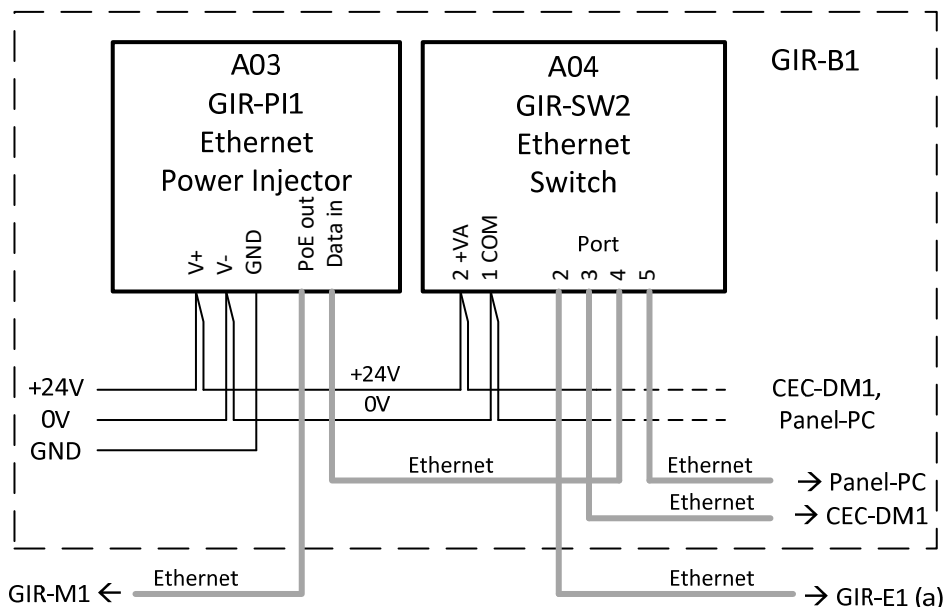 GIR-B1
A03
GIR-PI1
Ethernet
Power Injector
V+
V-
GND
PoE out
Data in
A04
GIR-SW2
Ethernet
Switch
Port
2 +VA
1 COM
2
3
4
5
+24V
+24V
0V
0V
GND
CEC-DM1,
Panel-PC
Ethernet
Ethernet
→ Panel-PC
Ethernet
→ CEC-DM1
GIR-M1 ←
Ethernet
Ethernet
→ GIR-E1 (a)